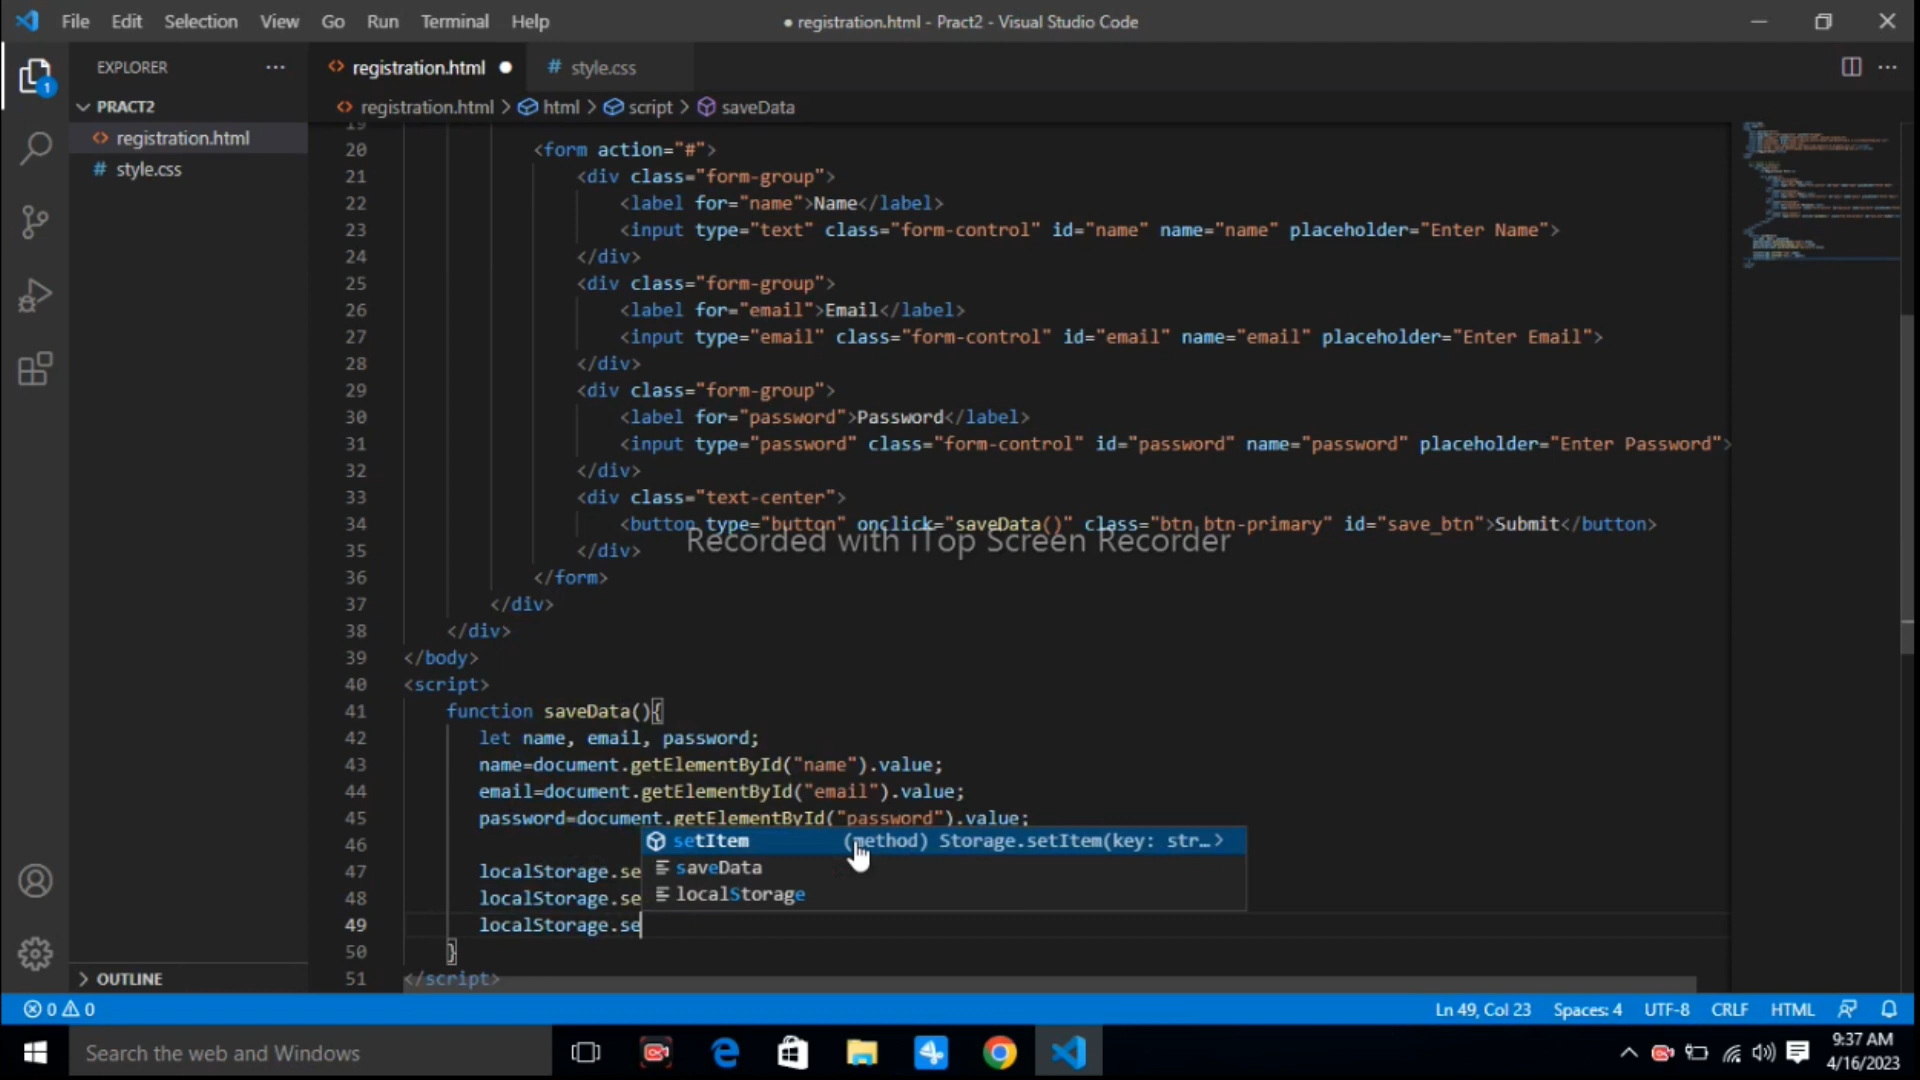 File Edit Selection View Go Run Terminal Help
● registration.html - Pract2 - Visual Studio Code
EXPLORER
registration.html
style.css
PRACT2
registration.html > html > script > saveData
registration.html
style.css
19
20 <form action="#">
21 <div class="form-group">
22 <label for="name">Name</label>
23 <input type="text" class="form-control" id="name" name="name" placeholder="Enter Name">
24 </div>
25 <div class="form-group">
26 <label for="email">Email</label>
27 <input type="email" class="form-control" id="email" name="email" placeholder="Enter Email">
28 </div>
29 <div class="form-group">
30 <label for="password">Password</label>
31 <input type="password" class="form-control" id="password" name="password" placeholder="Enter Password">
32 </div>
33 <div class="text-center">
34 <button type="button" onclick="saveData()" class="btn btn-primary" id="save_btn">Submit</button>
Recorded with iTop Screen Recorder
35 </div>
36 </form>
37 </div>
38 </div>
39 </body>
40 <script>
41 function saveData(){
42 let name, email, password;
43 name=document.getElementById("name").value;
44 email=document.getElementById("email").value;
45 password=document.getElementById("password").value;
46
setItem (method) Storage.setItem(key: str…>
saveData
localStorage
47 localStorage.se
48 localStorage.se
49 localStorage.se
50 }
51 </script>
OUTLINE
0 0
Ln 49, Col 23 Spaces: 4 UTF-8 CRLF HTML
Search the web and Windows
9:37 AM
4/16/2023